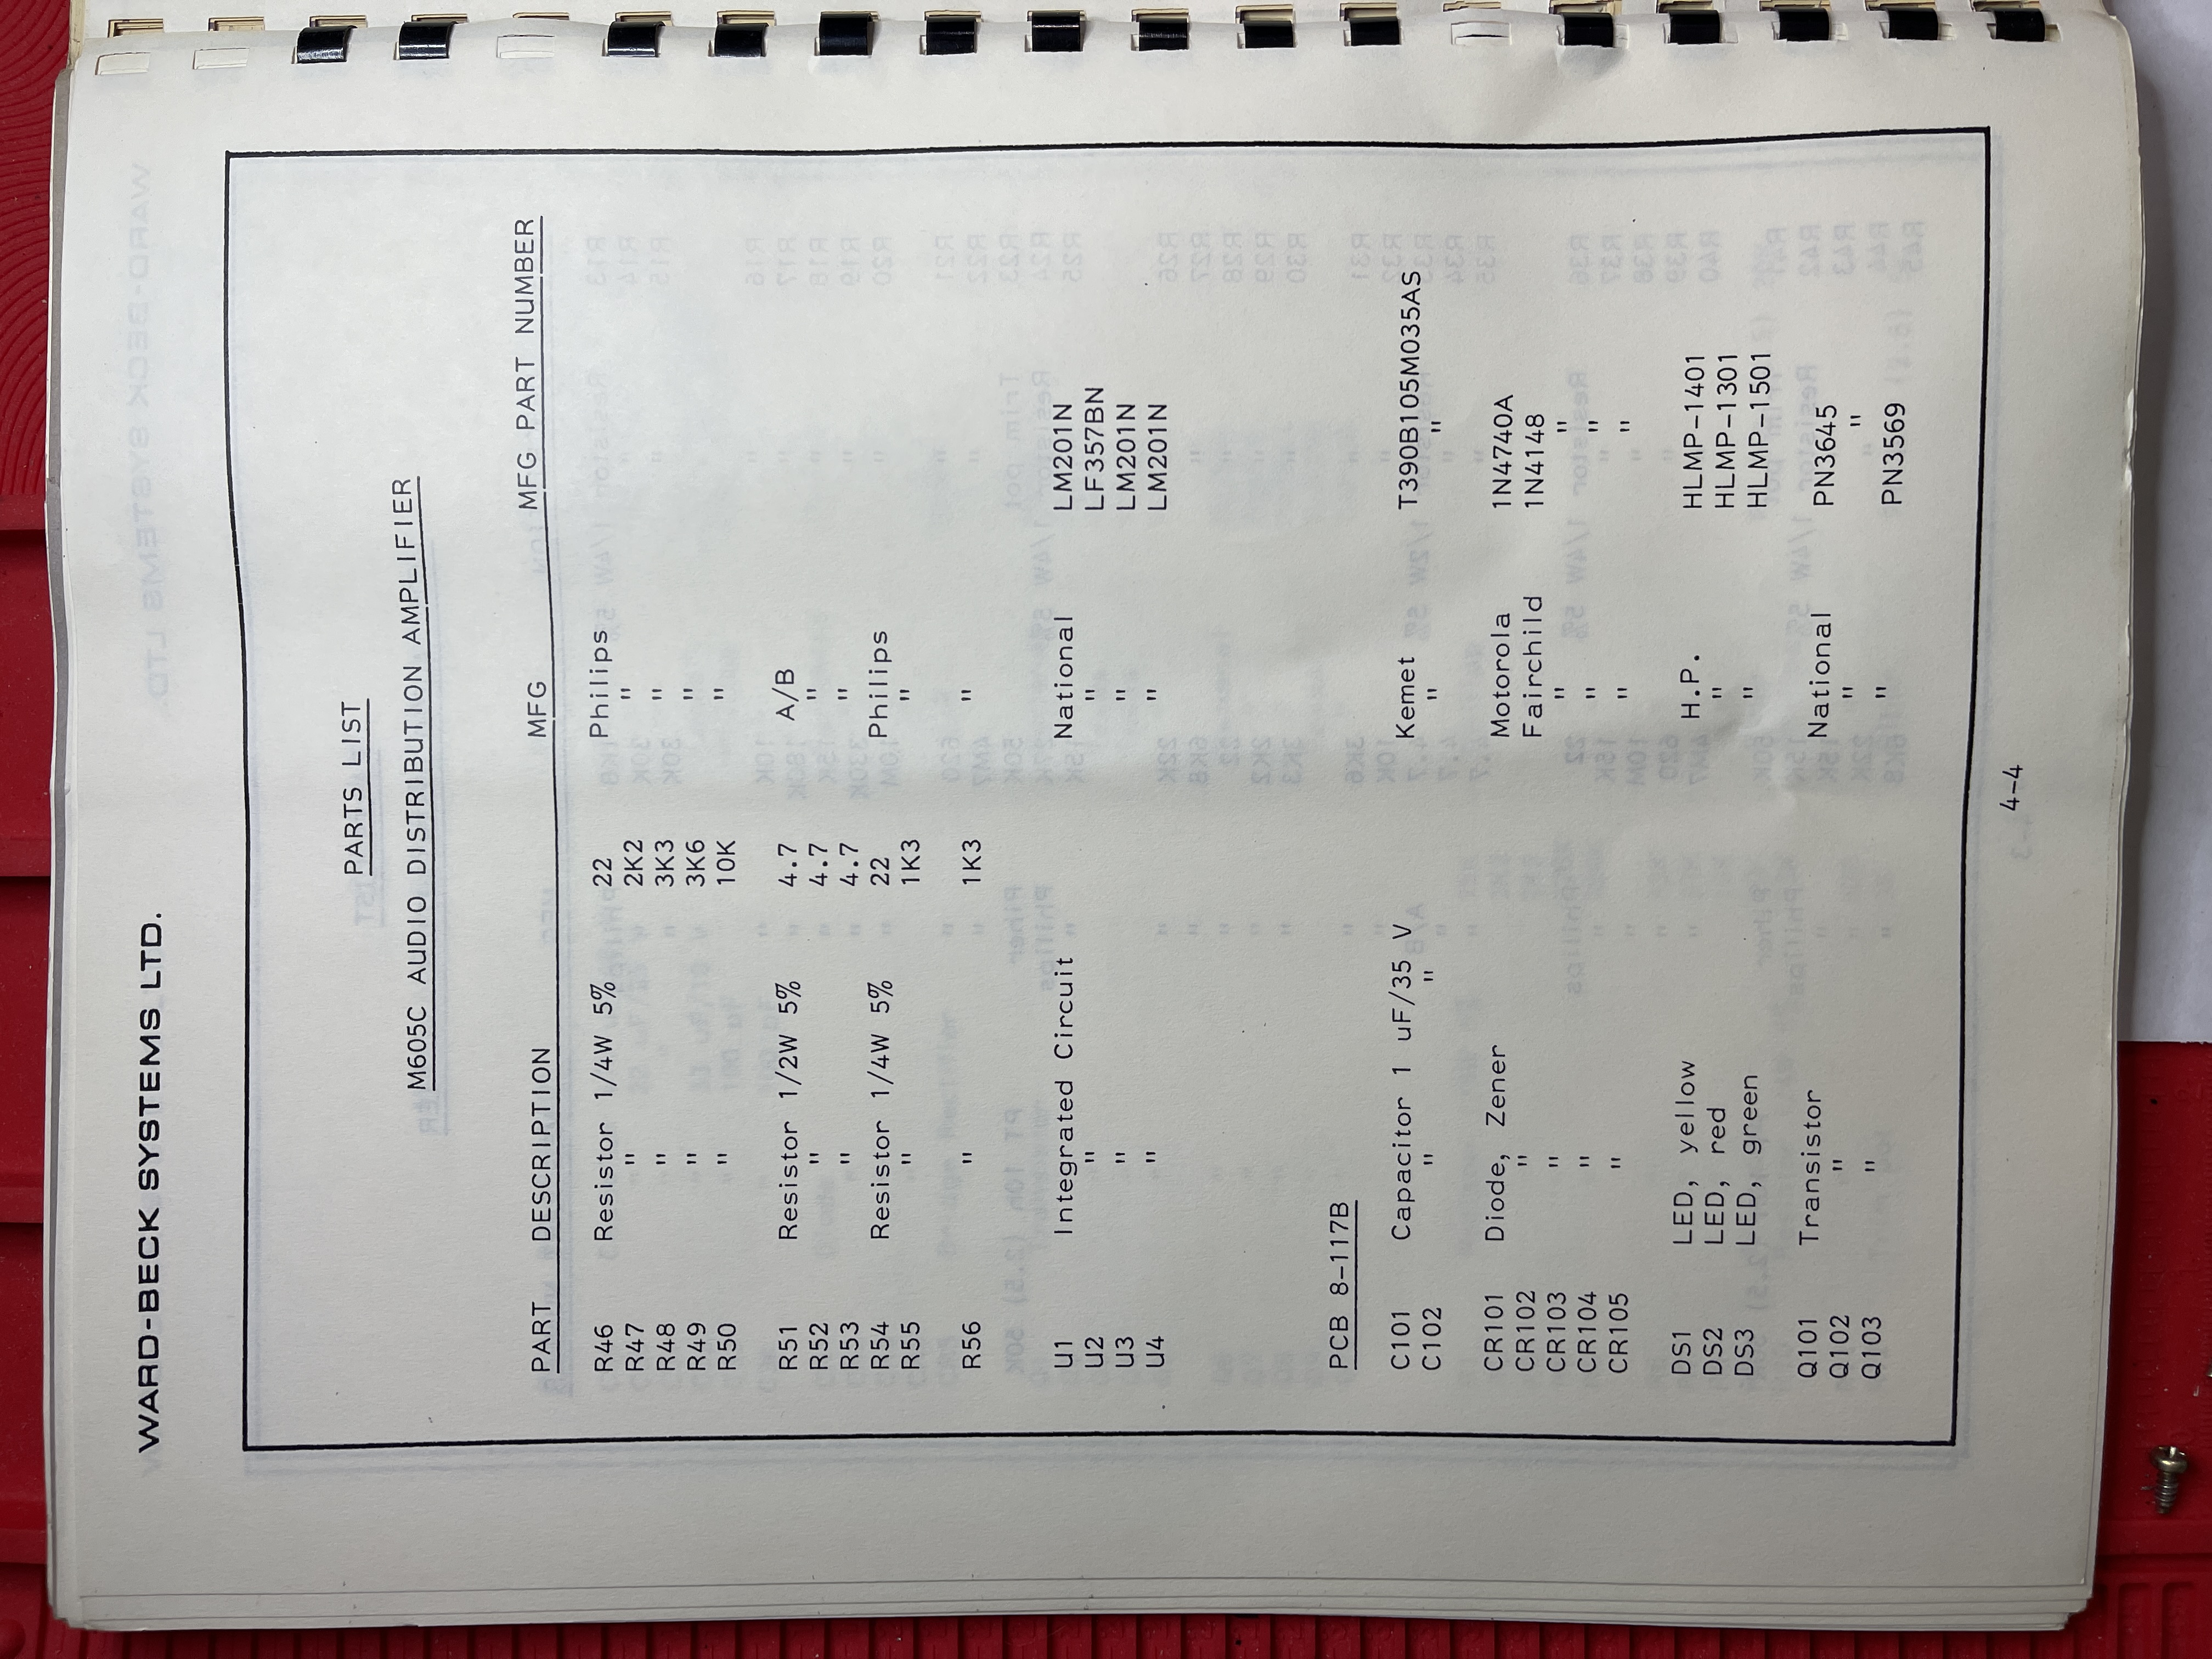 WARD-BECK SYSTEMS LTD.
PARTS LIST
M605C AUDIO DISTRIBUTION AMPLIFIER
PART DESCRIPTION MFG MFG PART NUMBER
R46 Resistor 1/4W 5% 22 Philips
R47 " 2K2 "
R48 " 3K3 "
R49 " 3K6 "
R50 " 10K "
R51 Resistor 1/2W 5% 4.7 A/B
R52 " 4.7 "
R53 " 4.7 "
R54 Resistor 1/4W 5% 22 Philips
R55 " 1K3 "
R56 " 1K3 "
U1 Integrated Circuit National LM201N
U2 " " LF357BN
U3 " " LM201N
U4 " " LM201N
PCB 8-117B
C101 Capacitor 1 uF/35 V Kemet T390B105M035AS
C102 " " " "
CR101 Diode, Zener Motorola 1N4740A
CR102 " Fairchild 1N4148
CR103 " " "
CR104 " " "
CR105 " " "
DS1 LED, yellow H.P. HLMP-1401
DS2 LED, red " HLMP-1301
DS3 LED, green " HLMP-1501
Q101 Transistor National PN3645
Q102 " " "
Q103 " " PN3569
4-4